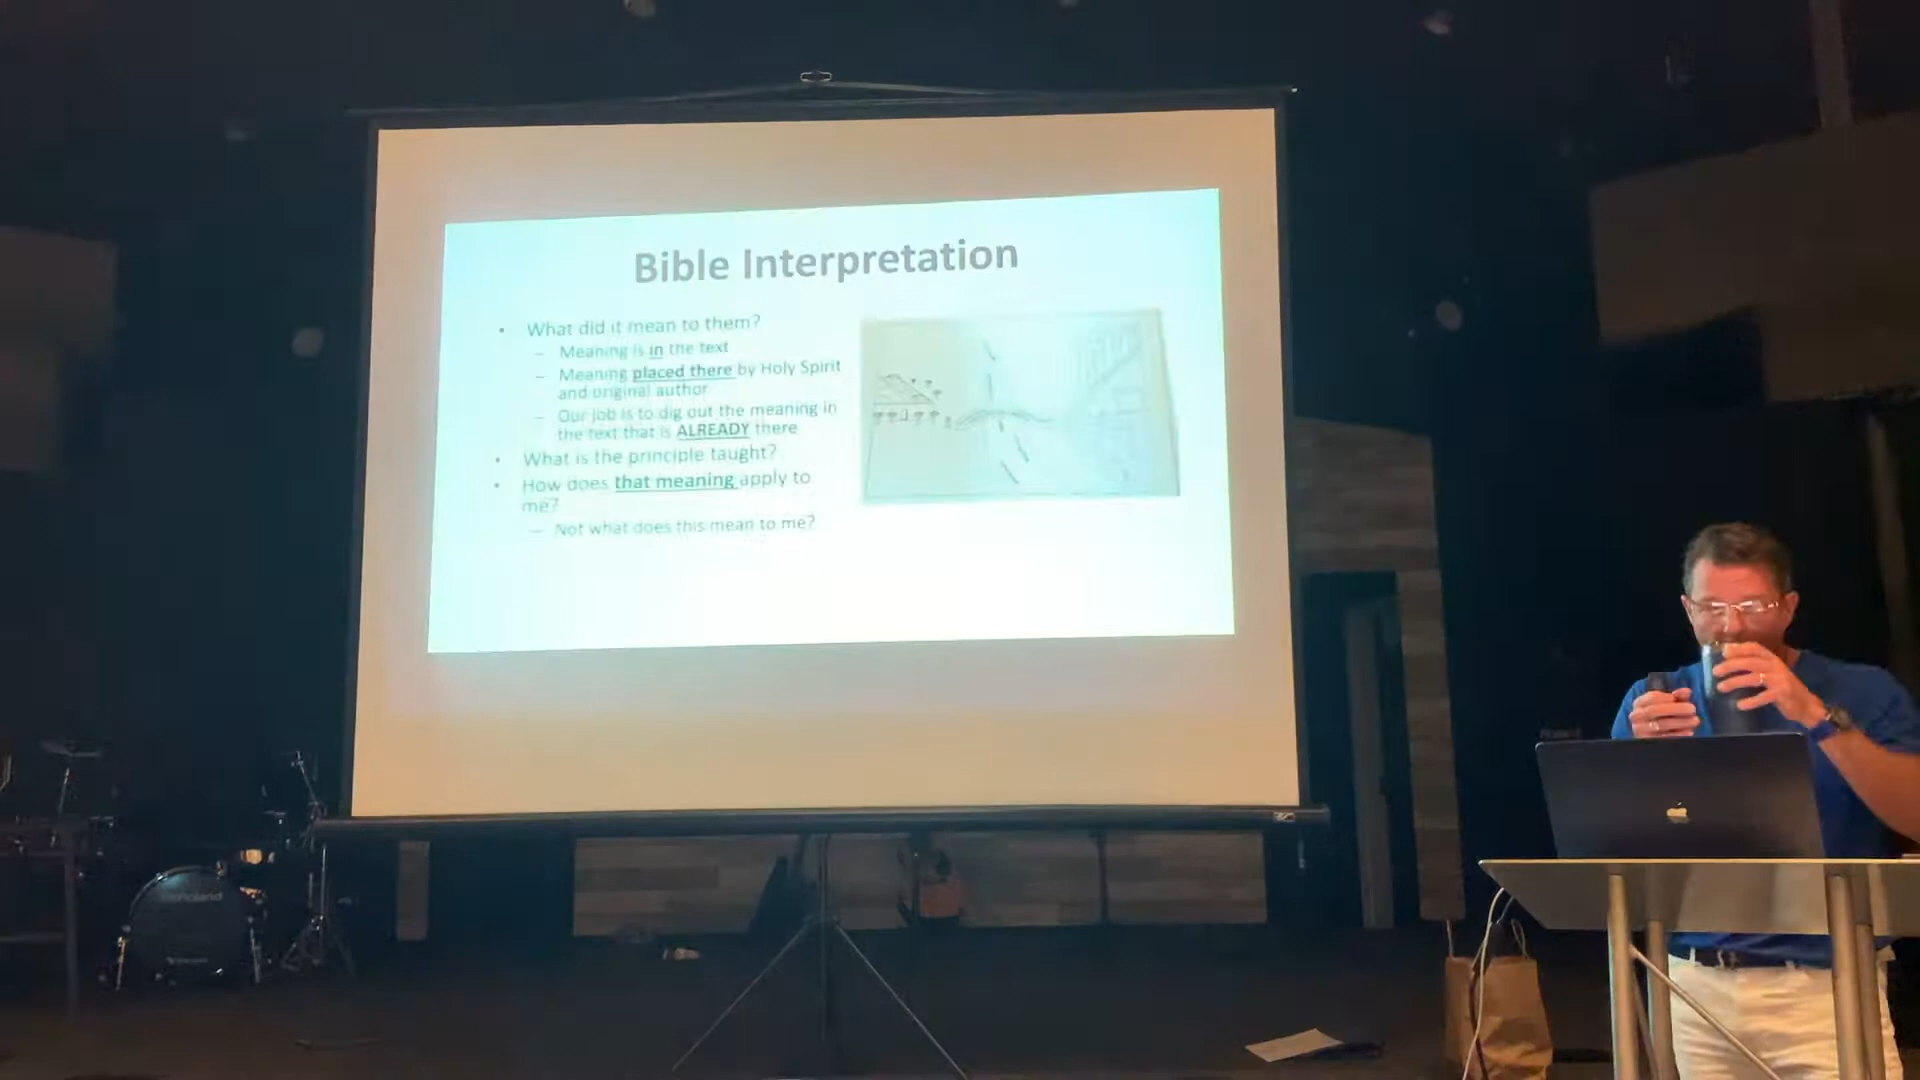 Bible Interpretation
• What did it mean to them?
– Meaning is in the text
– Meaning placed there by Holy Spirit
and original author
– Our job is to dig out the meaning in
the text that is ALREADY there
• What is the principle taught?
• How does that meaning apply to
me?
– Not what does this mean to me?
Roland
Roland